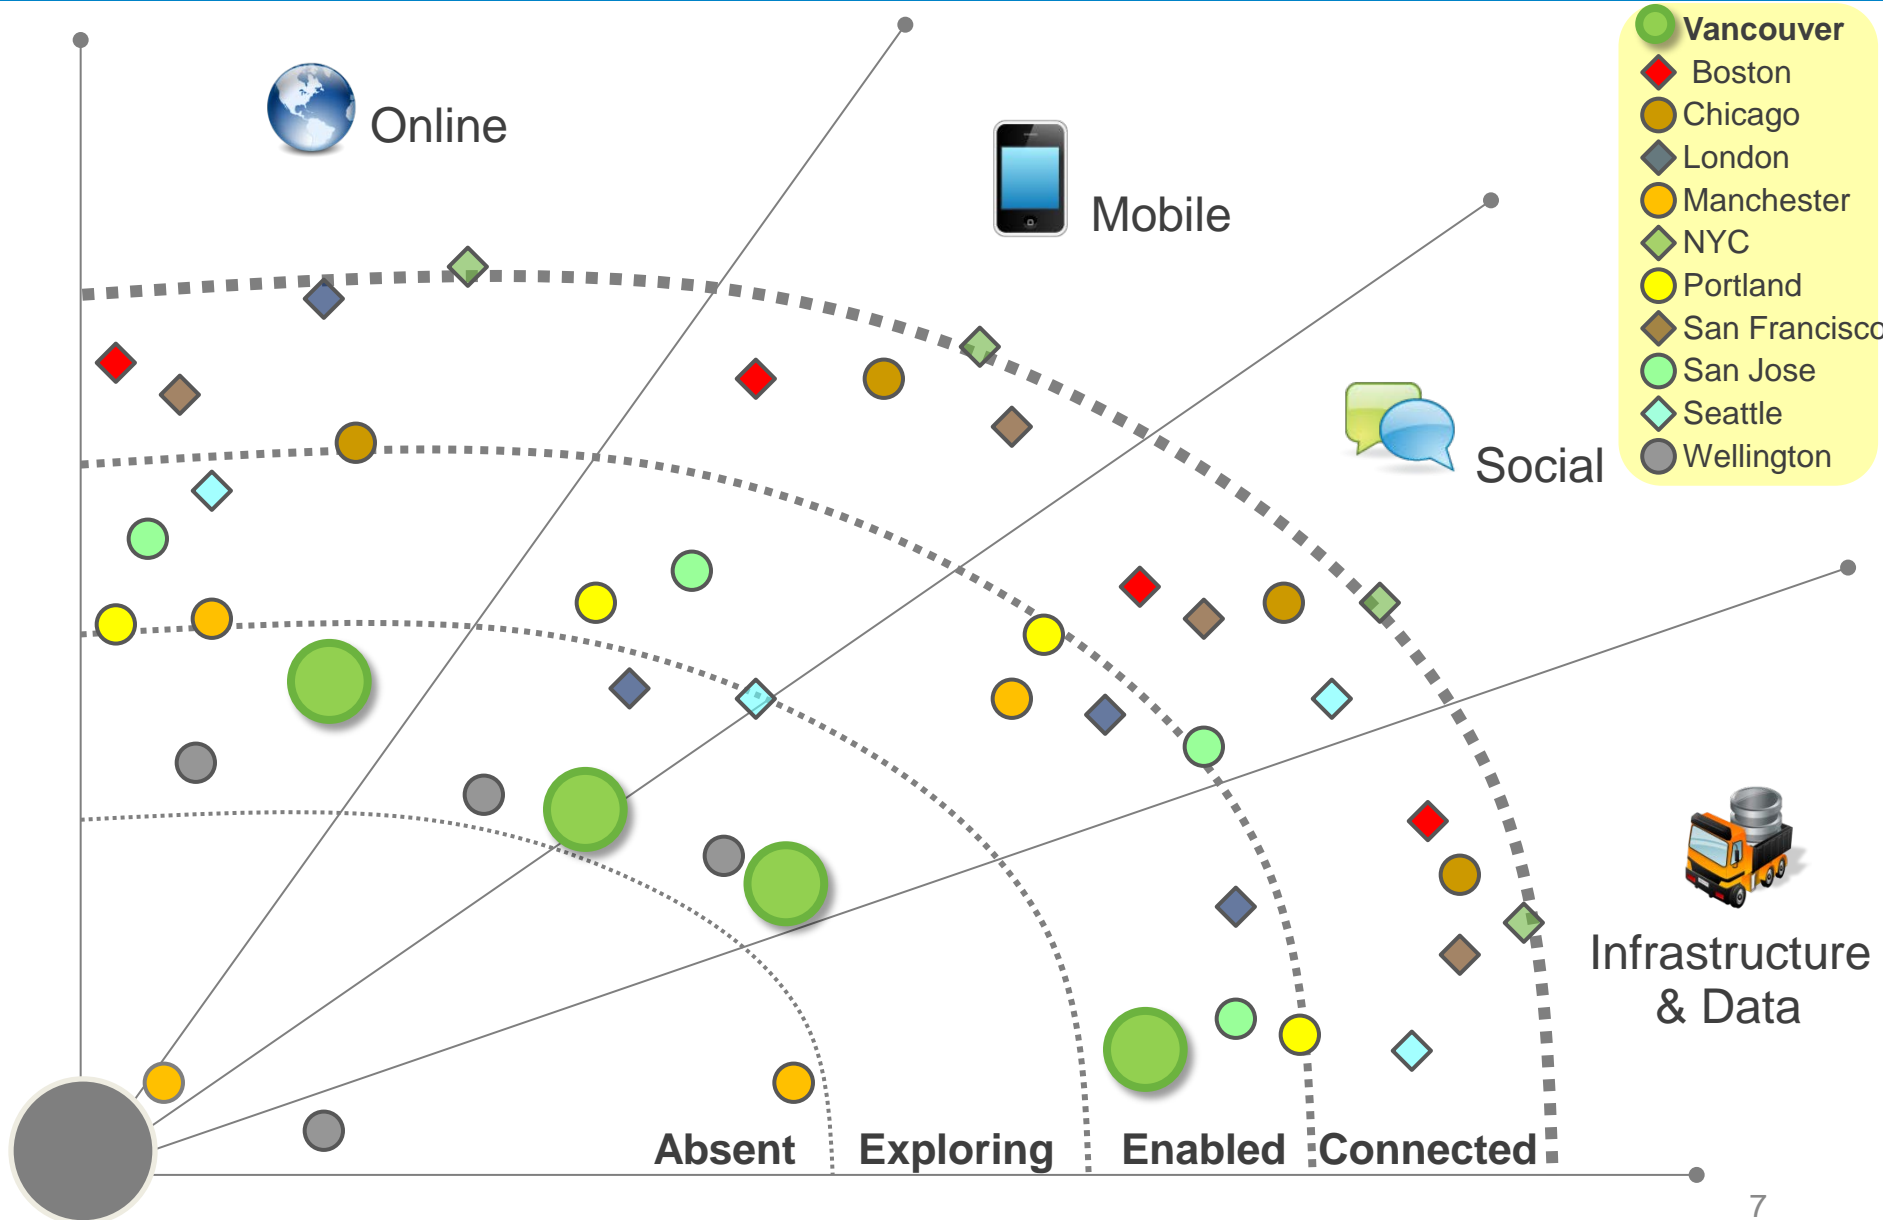 Online
Mobile
Social
Infrastructure
& Data
Vancouver
Boston
Chicago
London
Manchester
NYC
Portland
San Francisco
San Jose
Seattle
Wellington
Absent
Exploring
Enabled
Connected
7